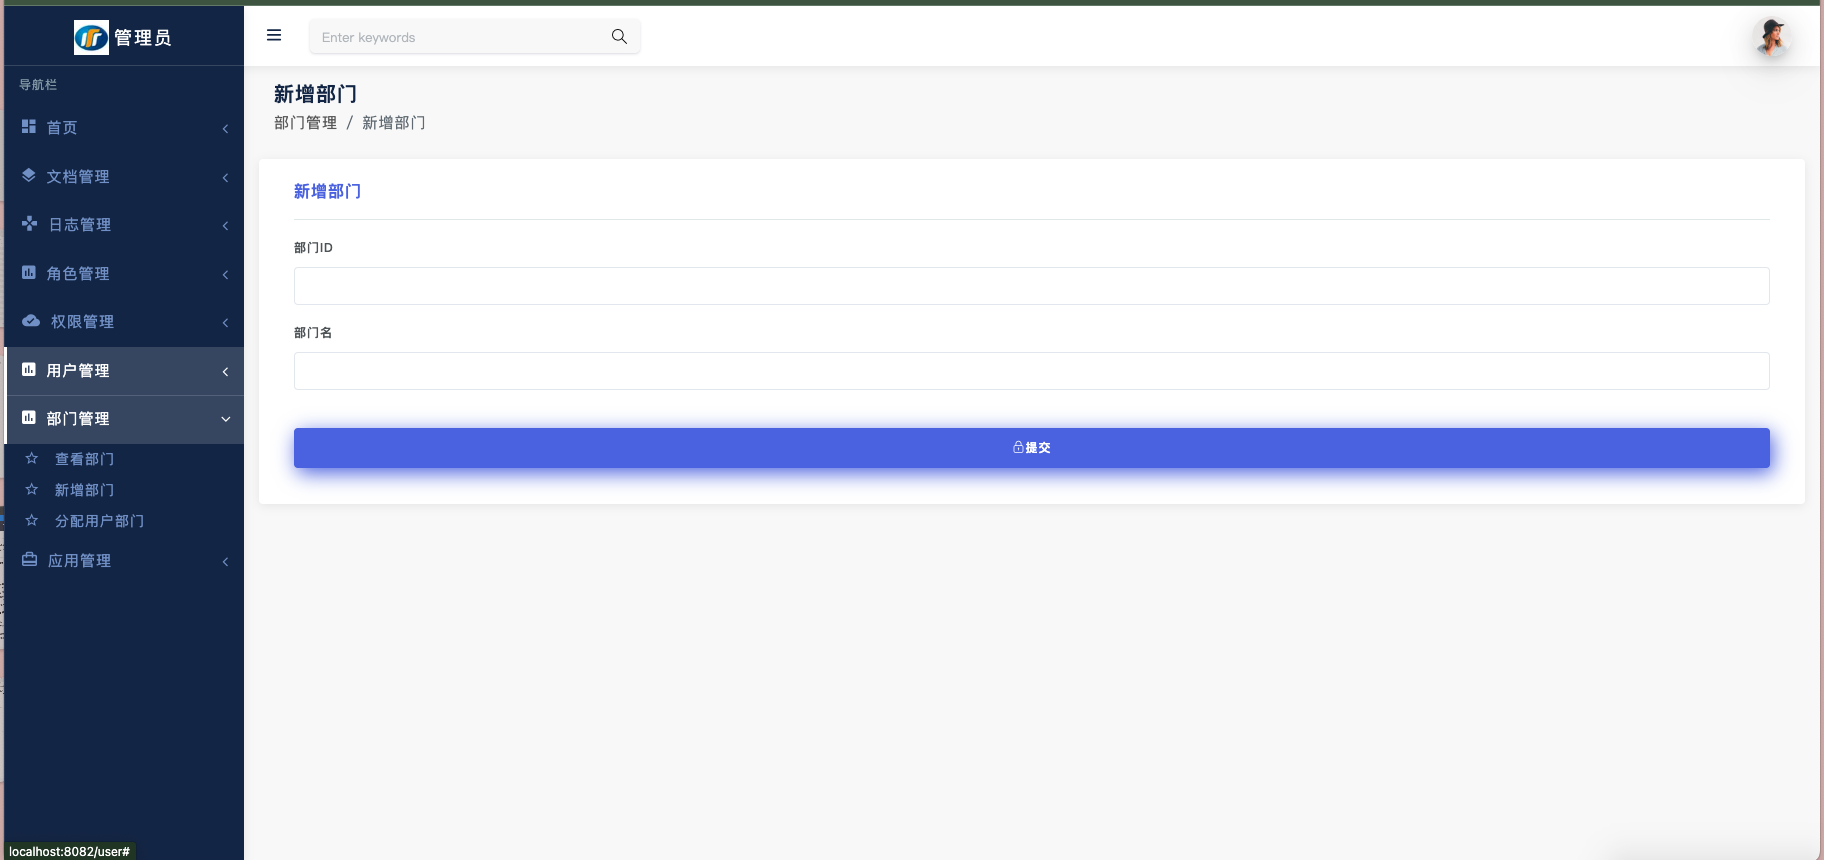 管理员
Enter keywords
导航栏
首页
文档管理
日志管理
角色管理
权限管理
用户管理
部门管理
查看部门
新增部门
分配用户部门
应用管理
新增部门
部门管理 / 新增部门
新增部门
部门ID
部门名
提交
localhost:8082/user#